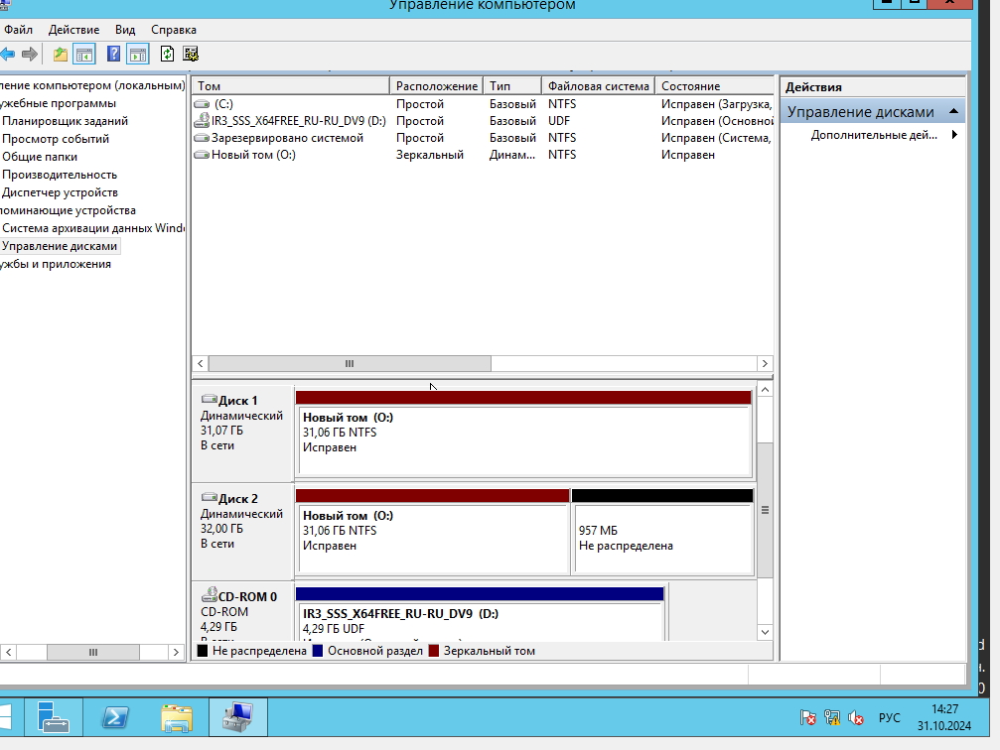 Управление компьютером
Файл Действие Вид Справка
ление компьютером (локальным)
ужебные программы
Планировщик заданий
Просмотр событий
Общие папки
Производительность
Диспетчер устройств
поминающие устройства
Система архивации данных Wind
Управление дисками
ужбы и приложения
Том Расположение Тип Файловая система Состояние
(C:) Простой Базовый NTFS Исправен (Загрузка,
IR3_SSS_X64FREE_RU-RU_DV9 (D:) Простой Базовый UDF Исправен (Основной
Зарезервировано системой Простой Базовый NTFS Исправен (Система,
Новый том (O:) Зеркальный Динам... NTFS Исправен
Действия
Управление дисками
Дополнительные дей...
Диск 1
Динамический
31,07 ГБ
В сети
Новый том (O:)
31,06 ГБ NTFS
Исправен
Диск 2
Динамический
32,00 ГБ
В сети
Новый том (O:)
31,06 ГБ NTFS
Исправен
957 МБ
Не распределена
CD-ROM 0
CD-ROM
4,29 ГБ
IR3_SSS_X64FREE_RU-RU_DV9 (D:)
4,29 ГБ UDF
Не распределена Основной раздел Зеркальный том
РУС
14:27
31.10.2024